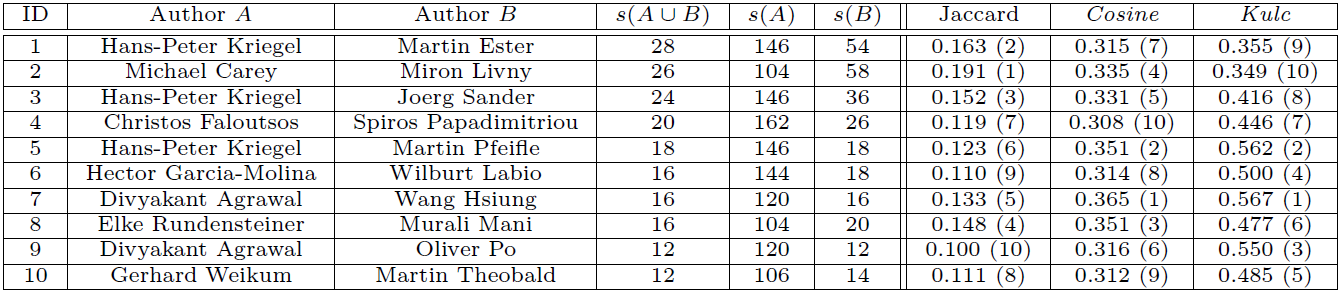 ID Author A Author B s(A ∪ B) s(A) s(B) Jaccard Cosine Kulc
1 Hans-Peter Kriegel Martin Ester 28 146 54 0.163 (2) 0.315 (7) 0.355 (9)
2 Michael Carey Miron Livny 26 104 58 0.191 (1) 0.335 (4) 0.349 (10)
3 Hans-Peter Kriegel Joerg Sander 24 146 36 0.152 (3) 0.331 (5) 0.416 (8)
4 Christos Faloutsos Spiros Papadimitriou 20 162 26 0.119 (7) 0.308 (10) 0.446 (7)
5 Hans-Peter Kriegel Martin Pfeifle 18 146 18 0.123 (6) 0.351 (2) 0.562 (2)
6 Hector Garcia-Molina Wilburt Labio 16 144 18 0.110 (9) 0.314 (8) 0.500 (4)
7 Divyakant Agrawal Wang Hsiung 16 120 16 0.133 (5) 0.365 (1) 0.567 (1)
8 Elke Rundensteiner Murali Mani 16 104 20 0.148 (4) 0.351 (3) 0.477 (6)
9 Divyakant Agrawal Oliver Po 12 120 12 0.100 (10) 0.316 (6) 0.550 (3)
10 Gerhard Weikum Martin Theobald 12 106 14 0.111 (8) 0.312 (9) 0.485 (5)